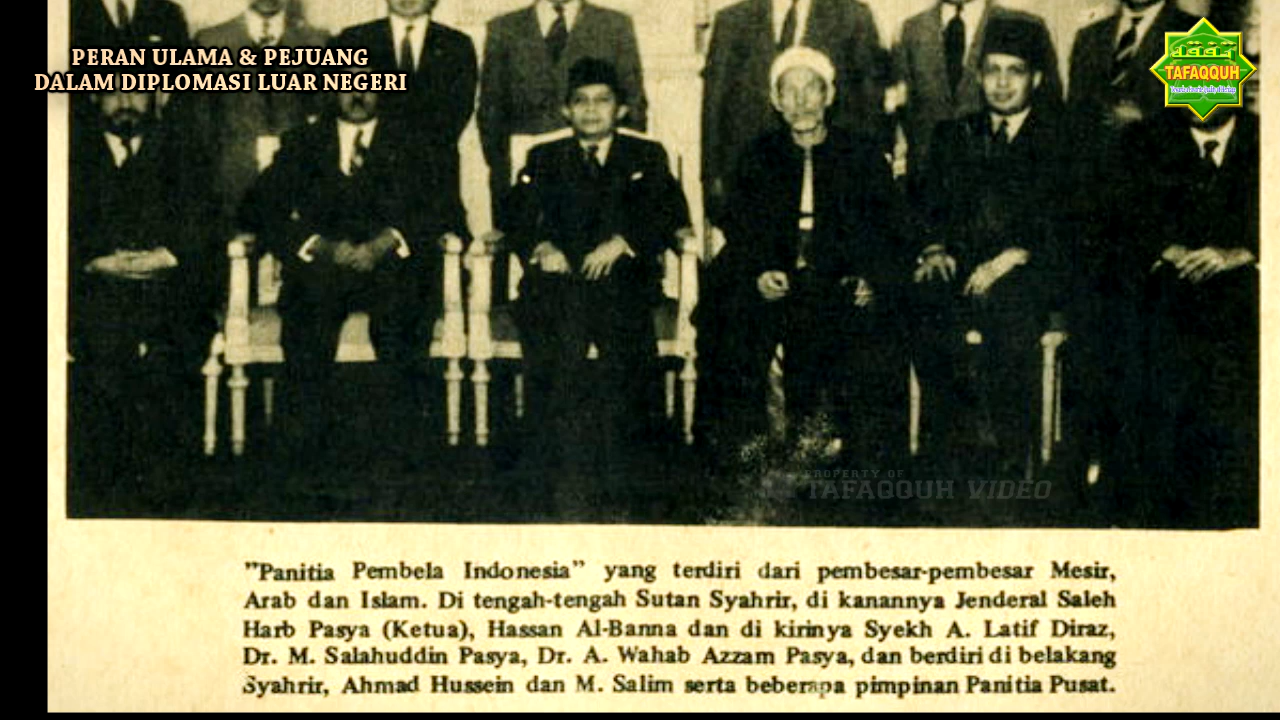 PERAN ULAMA & PEJUANG
DALAM DIPLOMASI LUAR NEGERI
TAFAQQUH
PROPERTY OF
TAFAQQUH VIDEO
"Panitia Pembela Indonesia" yang terdiri dari pembesar-pembesar Mesir,
Arab dan Islam. Di tengah-tengah Sutan Syahrir, di kanannya Jenderal Saleh
Harb Pasya (Ketua), Hassan Al-Banna dan di kirinya Syekh A. Latif Diraz,
Dr. M. Salahuddin Pasya, Dr. A. Wahab Azzam Pasya, dan berdiri di belakang
Syahrir, Ahmad Hussein dan M. Salim serta beberapa pimpinan Panitia Pusat.